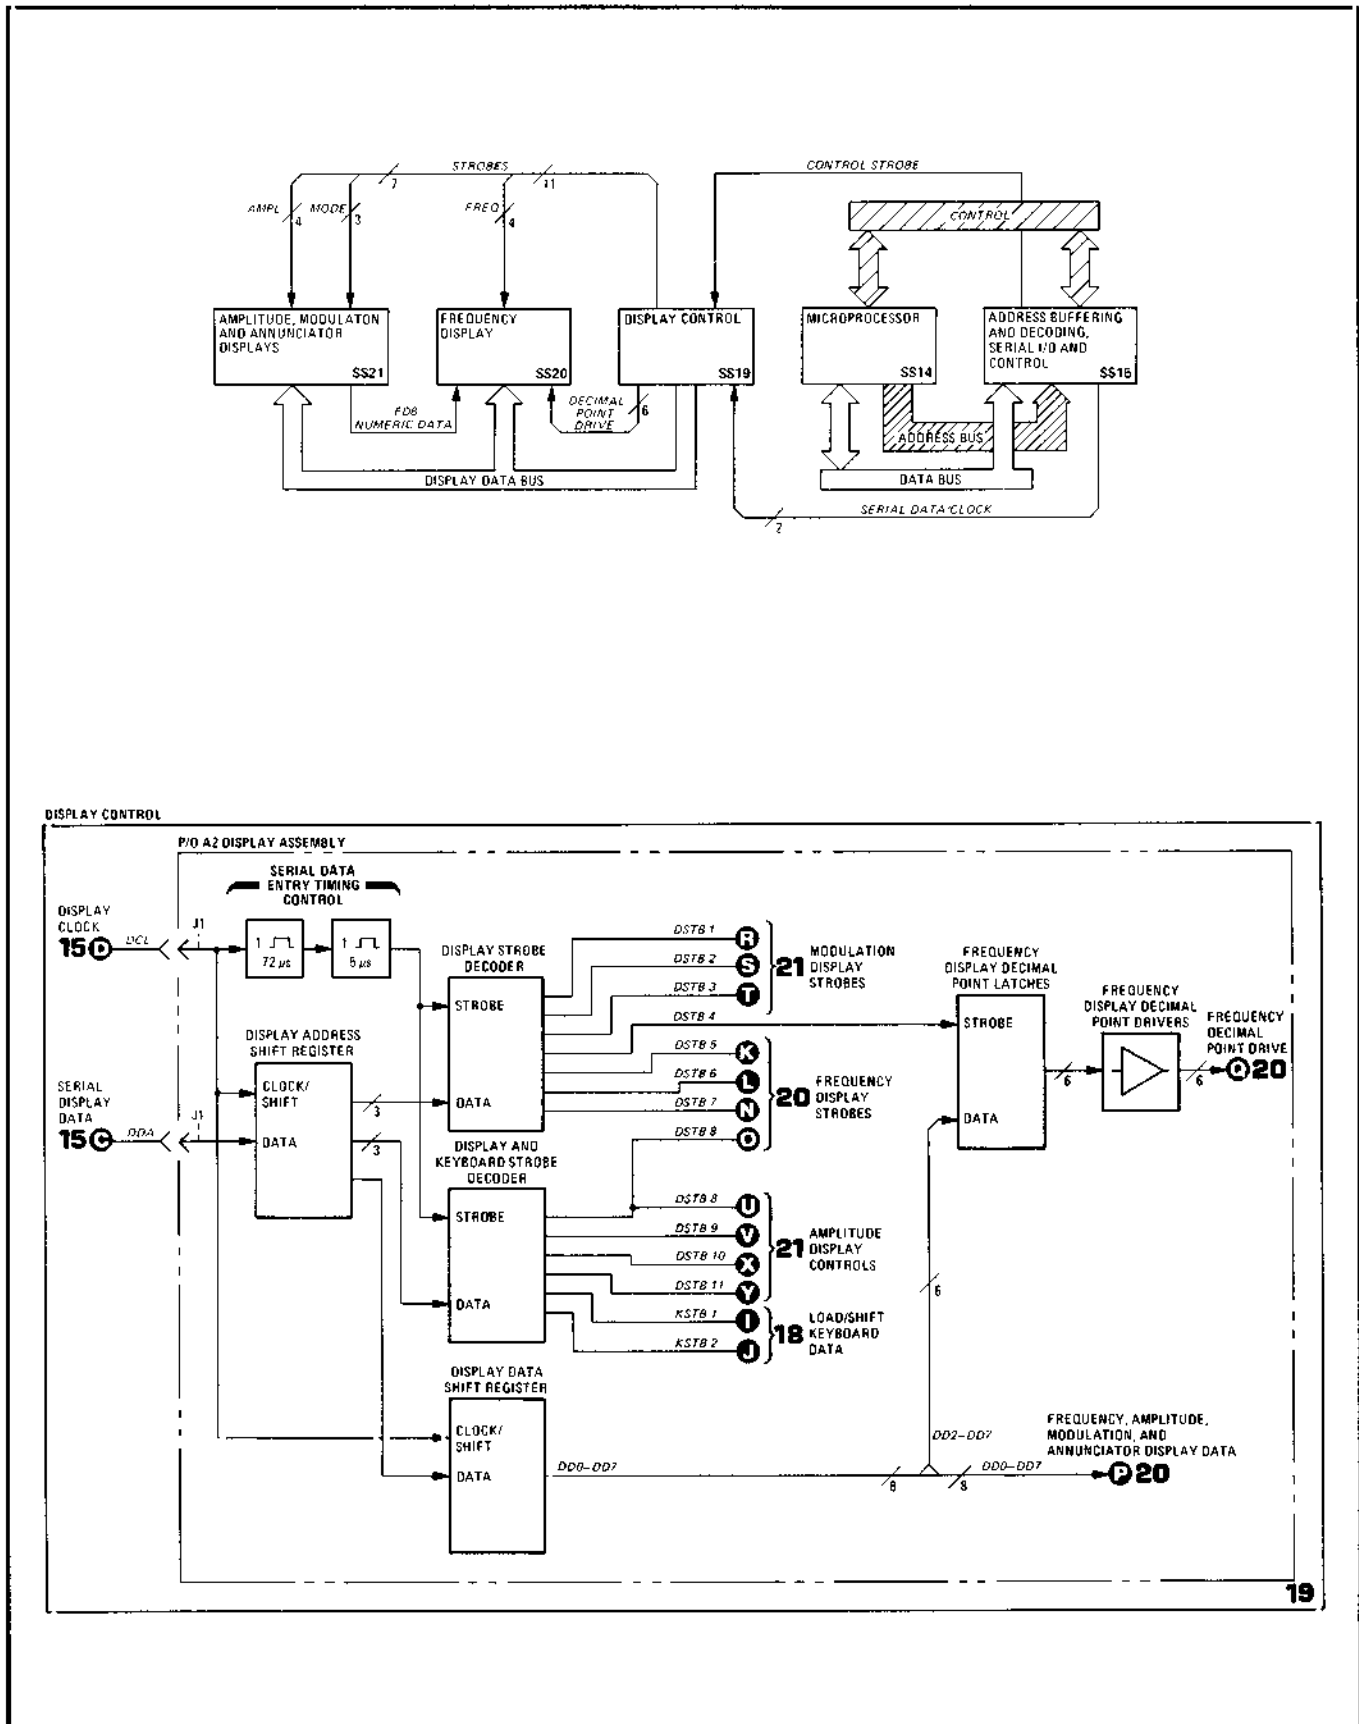 STROBES
7
11
CONTROL STROBE
AMPL
4
MODE
3
FREQ
4
CONTROL
AMPLITUDE, MODULATON
AND ANNUNCIATOR
DISPLAYS
SS21
FREQUENCY
DISPLAY
SS20
DISPLAY CONTROL
SS19
MICROPROCESSOR
SS14
ADDRESS BUFFERING
AND DECODING,
SERIAL I/O AND
CONTROL
SS15
FD8
NUMERIC DATA
DECIMAL
POINT
DRIVE
6
ADDRESS BUS
DISPLAY DATA BUS
DATA BUS
SERIAL DATA/CLOCK
2
DISPLAY CONTROL
P/O A2 DISPLAY ASSEMBLY
SERIAL DATA
ENTRY TIMING
CONTROL
DISPLAY
CLOCK
15 D
DCL
J1
1
72 µs
1
5 µs
DISPLAY STROBE
DECODER
STROBE
DATA
DISPLAY ADDRESS
SHIFT REGISTER
CLOCK/
SHIFT
DATA
3
3
SERIAL
DISPLAY
DATA
15 C
DDA
J1
DISPLAY AND
KEYBOARD STROBE
DECODER
STROBE
DATA
DISPLAY DATA
SHIFT REGISTER
CLOCK/
SHIFT
DATA
DSTB 1
R
DSTB 2
S
DSTB 3
T
21
MODULATION
DISPLAY
STROBES
DSTB 4
DSTB 5
K
DSTB 6
L
DSTB 7
N
DSTB 8
O
20
FREQUENCY
DISPLAY
STROBES
DSTB 8
U
DSTB 9
V
DSTB 10
X
DSTB 11
Y
21
AMPLITUDE
DISPLAY
CONTROLS
KSTB 1
I
KSTB 2
J
18
LOAD/SHIFT
KEYBOARD
DATA
FREQUENCY
DISPLAY DECIMAL
POINT LATCHES
STROBE
DATA
6
FREQUENCY
DISPLAY DECIMAL
POINT DRIVERS
6
FREQUENCY
DECIMAL
POINT DRIVE
Q 20
6
DD2–DD7
DD0–DD7
8
8
DD0–DD7
FREQUENCY, AMPLITUDE,
MODULATION, AND
ANNUNCIATOR DISPLAY DATA
P 20
19